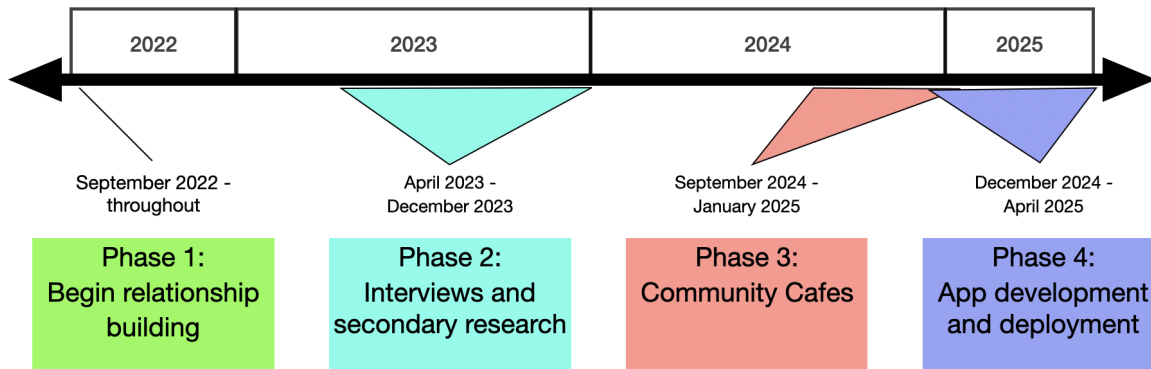 2022
2023
2024
2025
September 2022 -
throughout
April 2023 -
December 2023
September 2024 -
January 2025
December 2024 -
April 2025
Phase 1:
Begin relationship
building
Phase 2:
Interviews and
secondary research
Phase 3:
Community Cafes
Phase 4:
App development
and deployment